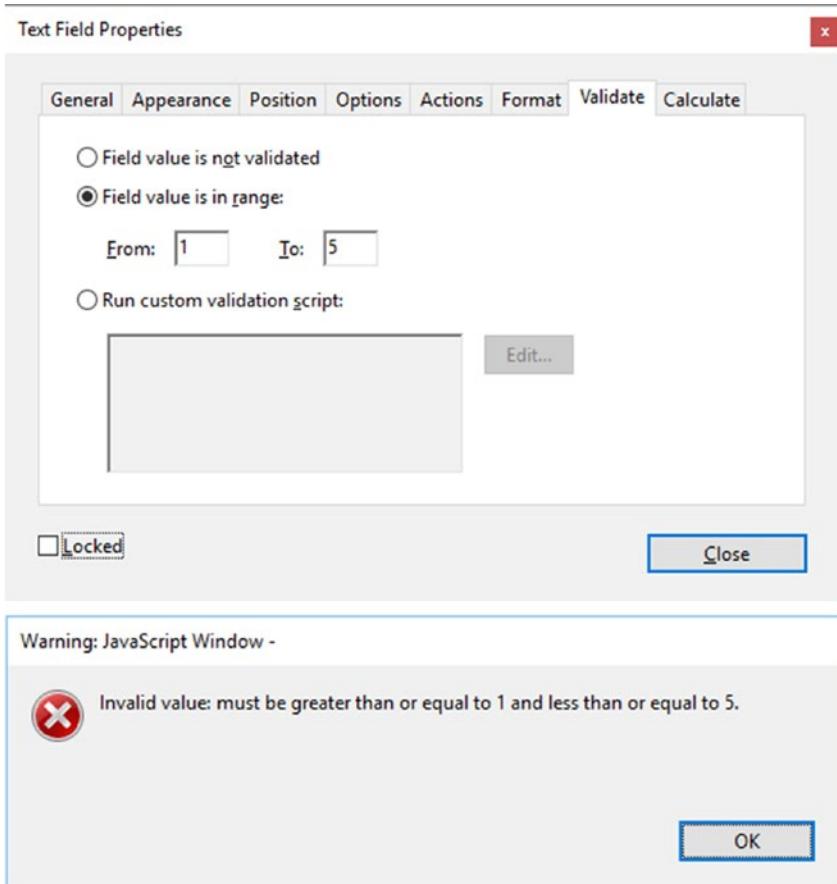 Text Field Properties
x
General Appearance Position Options Actions Format Validate Calculate
Field value is not validated
Field value is in range:
From: 1 To: 5
Run custom validation script:
Edit...
Locked
Close
Warning: JavaScript Window -
Invalid value: must be greater than or equal to 1 and less than or equal to 5.
OK